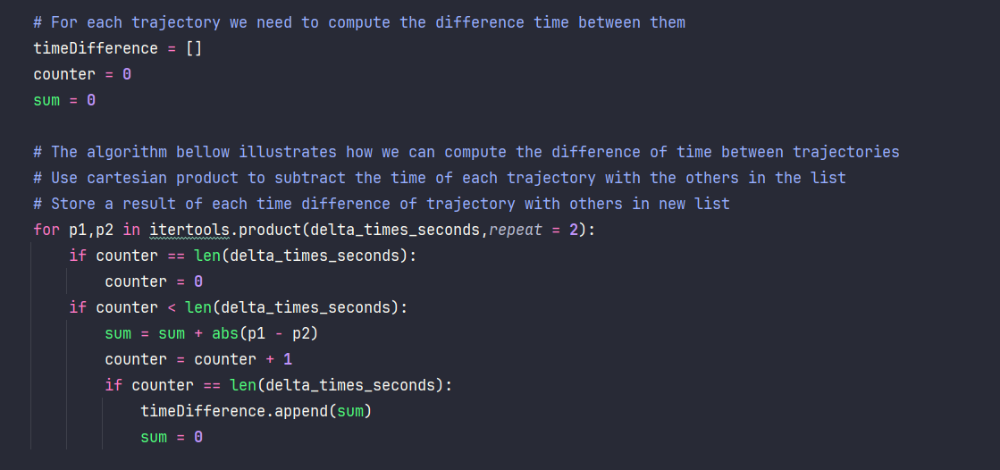 # For each trajectory we need to compute the difference time between them
timeDifference = []
counter = 0
sum = 0
# The algorithm bellow illustrates how we can compute the difference of time between trajectories
# Use cartesian product to subtract the time of each trajectory with the others in the list
# Store a result of each time difference of trajectory with others in new list
for p1,p2 in itertools.product(delta_times_seconds,repeat = 2):
    if counter == len(delta_times_seconds):
        counter = 0
    if counter < len(delta_times_seconds):
        sum = sum + abs(p1 - p2)
        counter = counter + 1
        if counter == len(delta_times_seconds):
            timeDifference.append(sum)
            sum = 0